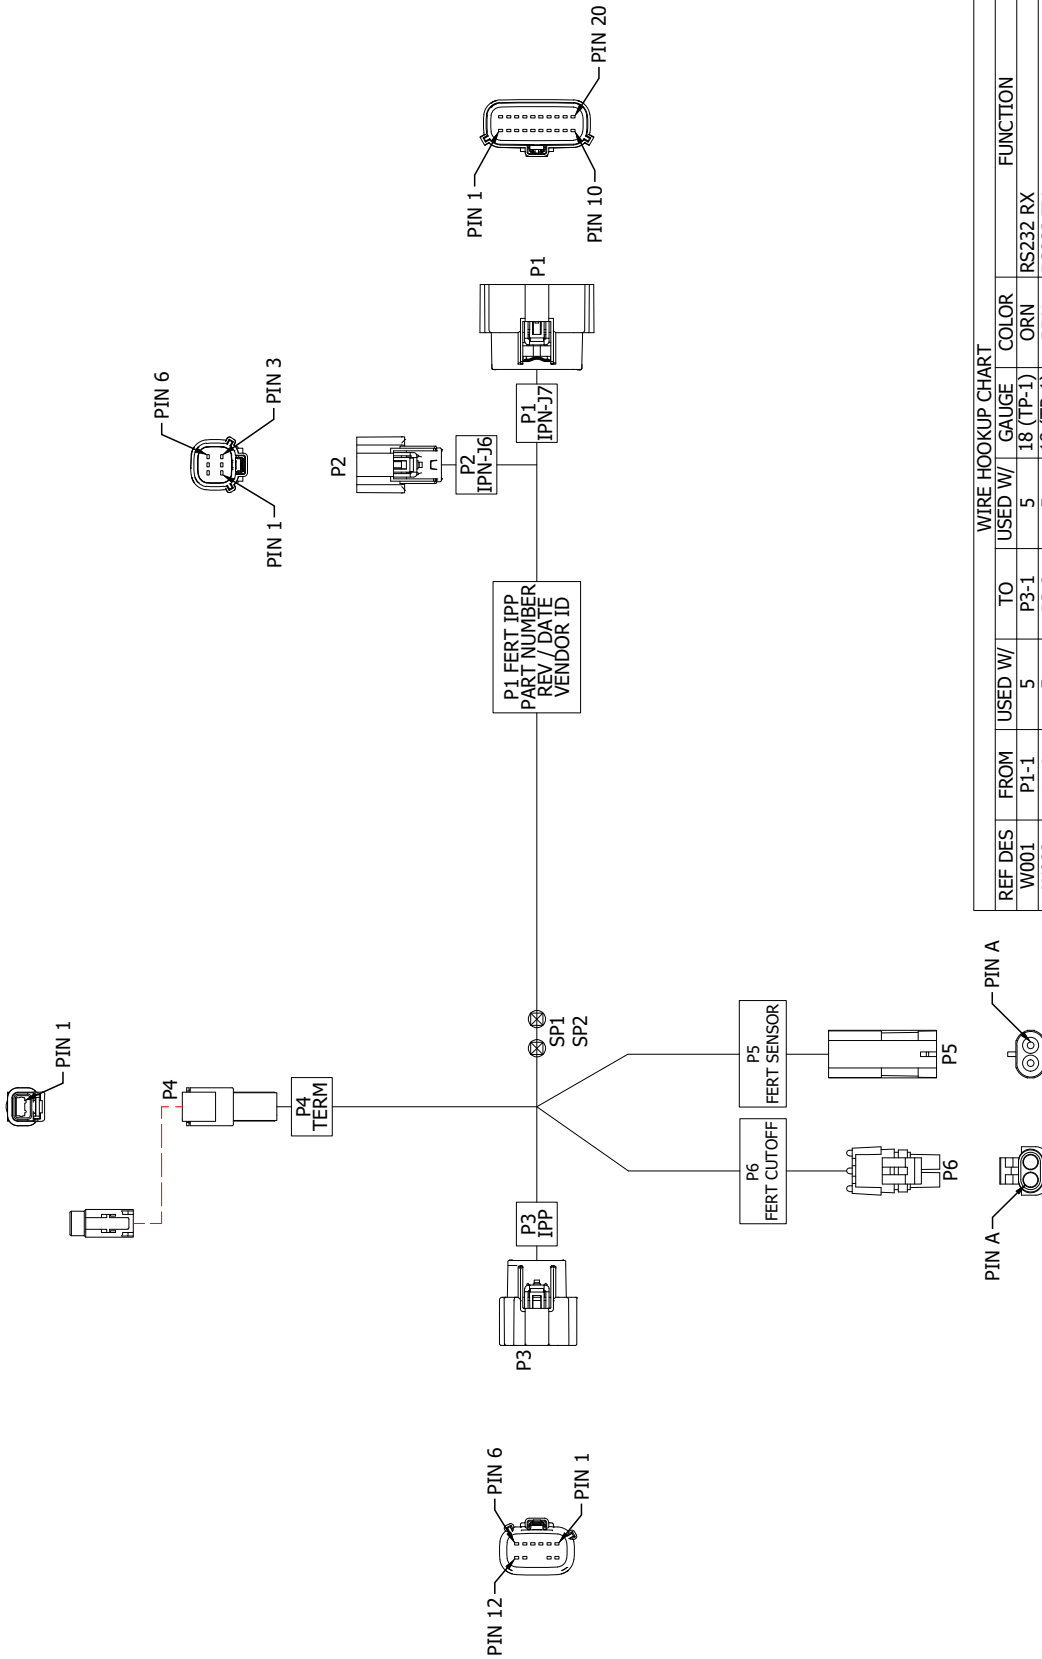 PIN 1
P4
P4
TERM
PIN 6
PIN 3
PIN 1
P2
P2
IPN-J6
PIN 12
PIN 6
PIN 1
P3
P3
IPP
SP1
SP2
P1 FERT IPP
PART NUMBER
REV / DATE
VENDOR ID
P1
IPN-J7
P1
PIN 1
PIN 10
PIN 20
P6
FERT CUTOFF
P5
FERT SENSOR
P6
P5
PIN A
PIN A
WIRE HOOKUP CHART
REF DES FROM USED W/ TO USED W/ GAUGE COLOR FUNCTION
W001 P1-1 5 P3-1 5 18 (TP-1) ORN RS232 RX